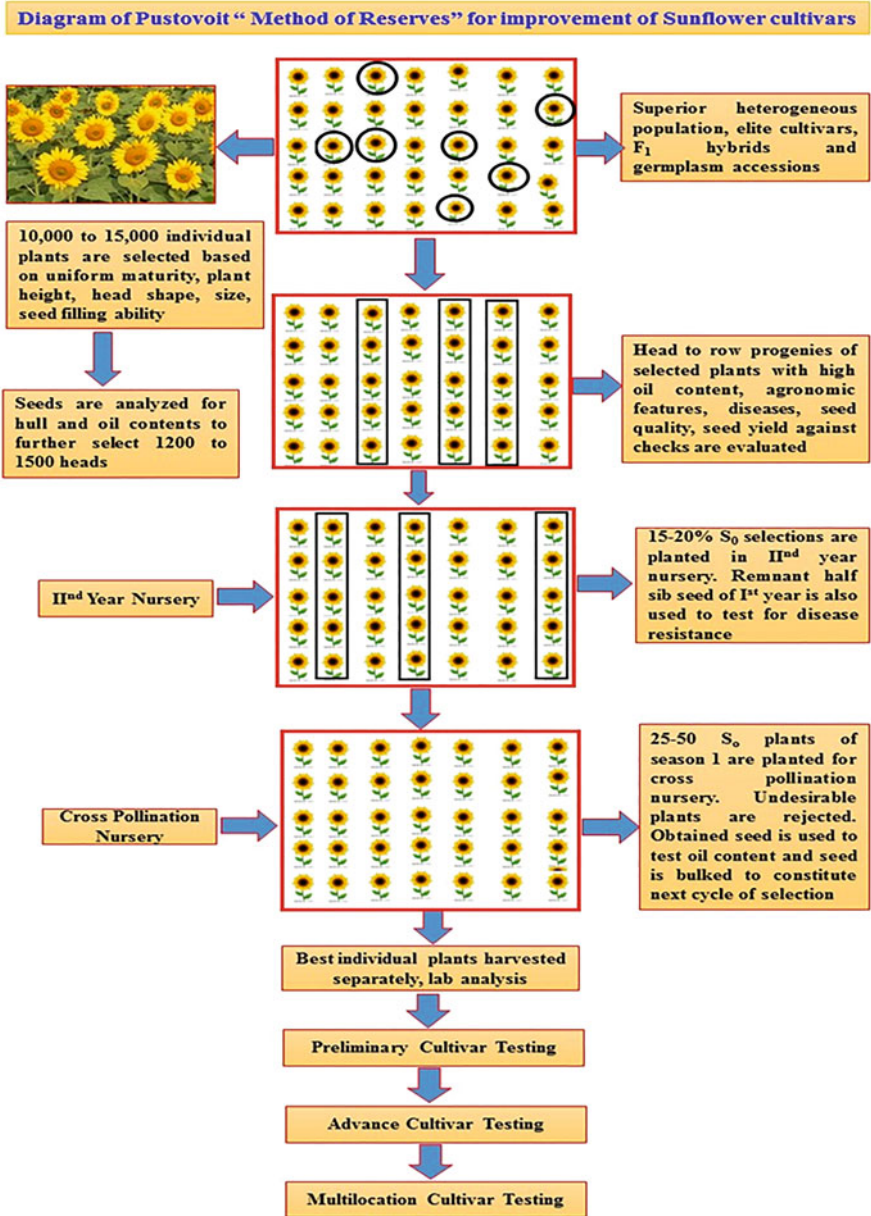 Diagram of Pustovoit “ Method of Reserves” for improvement of Sunflower cultivars
Superior heterogeneous
population, elite cultivars,
F₁ hybrids and
germplasm accessions
10,000 to 15,000 individual
plants are selected based
on uniform maturity, plant
height, head shape, size,
seed filling ability
Seeds are analyzed for
hull and oil contents to
further select 1200 to
1500 heads
Head to row progenies of
selected plants with high
oil content, agronomic
features, diseases, seed
quality, seed yield against
checks are evaluated
IIⁿᵈ Year Nursery
15-20% S₀ selections are
planted in IIⁿᵈ year
nursery. Remnant half
sib seed of Iˢᵗ year is also
used to test for disease
resistance
Cross Pollination
Nursery
25-50 Sₒ plants of
season 1 are planted for
cross pollination
nursery. Undesirable
plants are rejected.
Obtained seed is used to
test oil content and seed
is bulked to constitute
next cycle of selection
Best individual plants harvested
separately, lab analysis
Preliminary Cultivar Testing
Advance Cultivar Testing
Multilocation Cultivar Testing